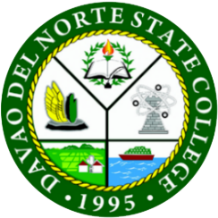 DAVAO DEL NORTE STATE COLLEGE
• 1995 •